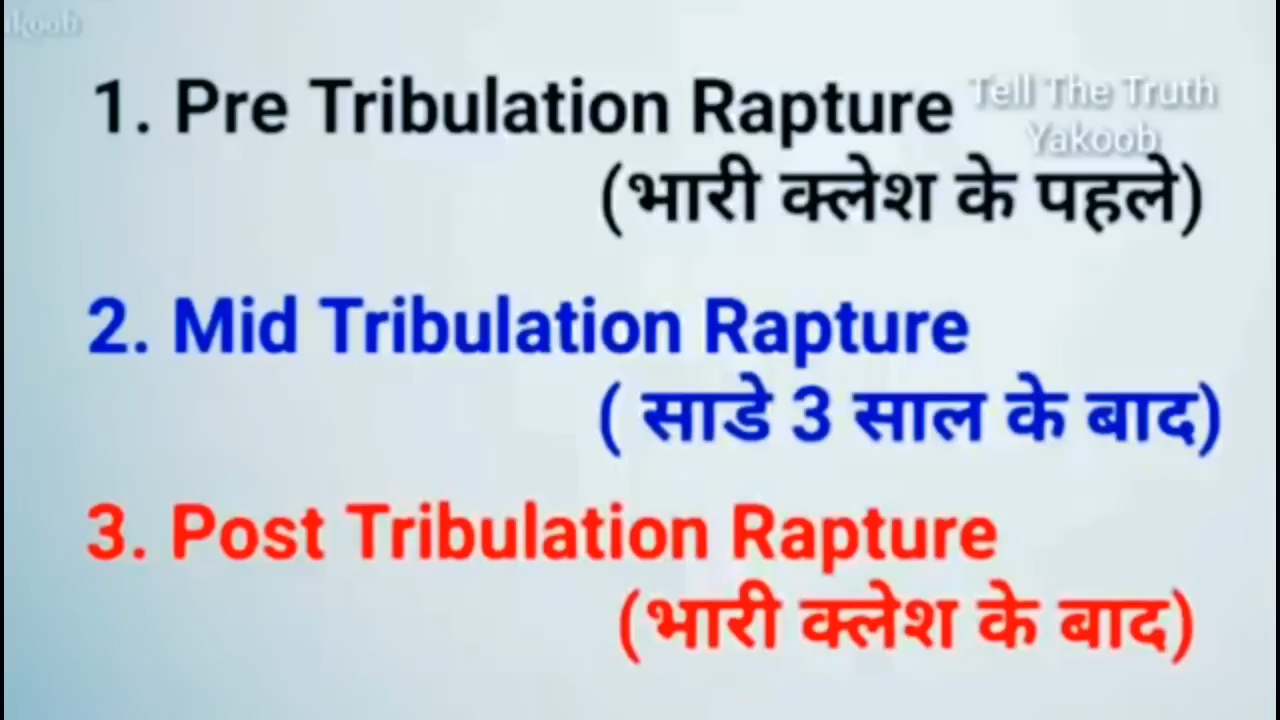 1. Pre Tribulation Rapture
Tell The Truth
Yakoob
(भारी क्लेश के पहले)
2. Mid Tribulation Rapture
( साडे 3 साल के बाद)
3. Post Tribulation Rapture
(भारी क्लेश के बाद)